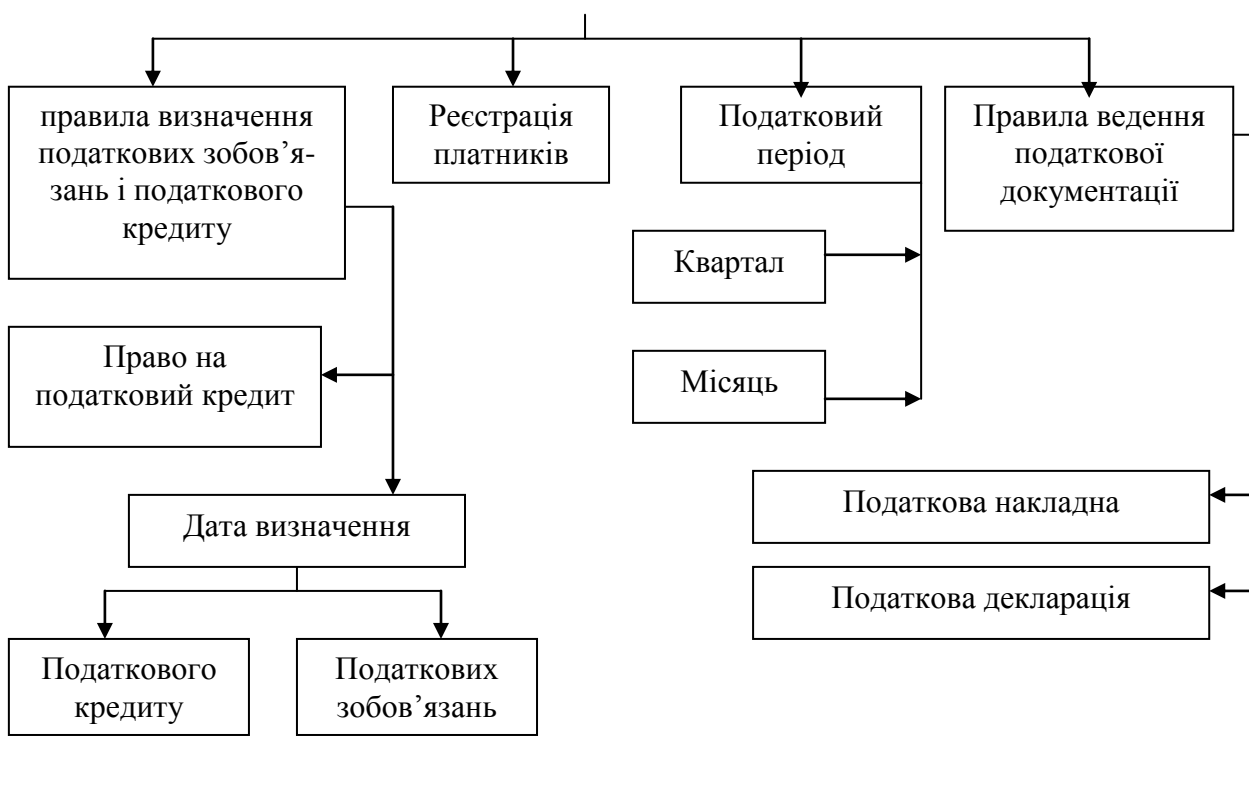 правила визначення
податкових зобов’я-
зань і податкового
кредиту
Реєстрація
платників
Податковий
період
Правила ведення
податкової
документації
Квартал
Право на
податковий кредит
Місяць
Податкова накладна
Дата визначення
Податкова декларація
Податкового
кредиту
Податкових
зобов’язань